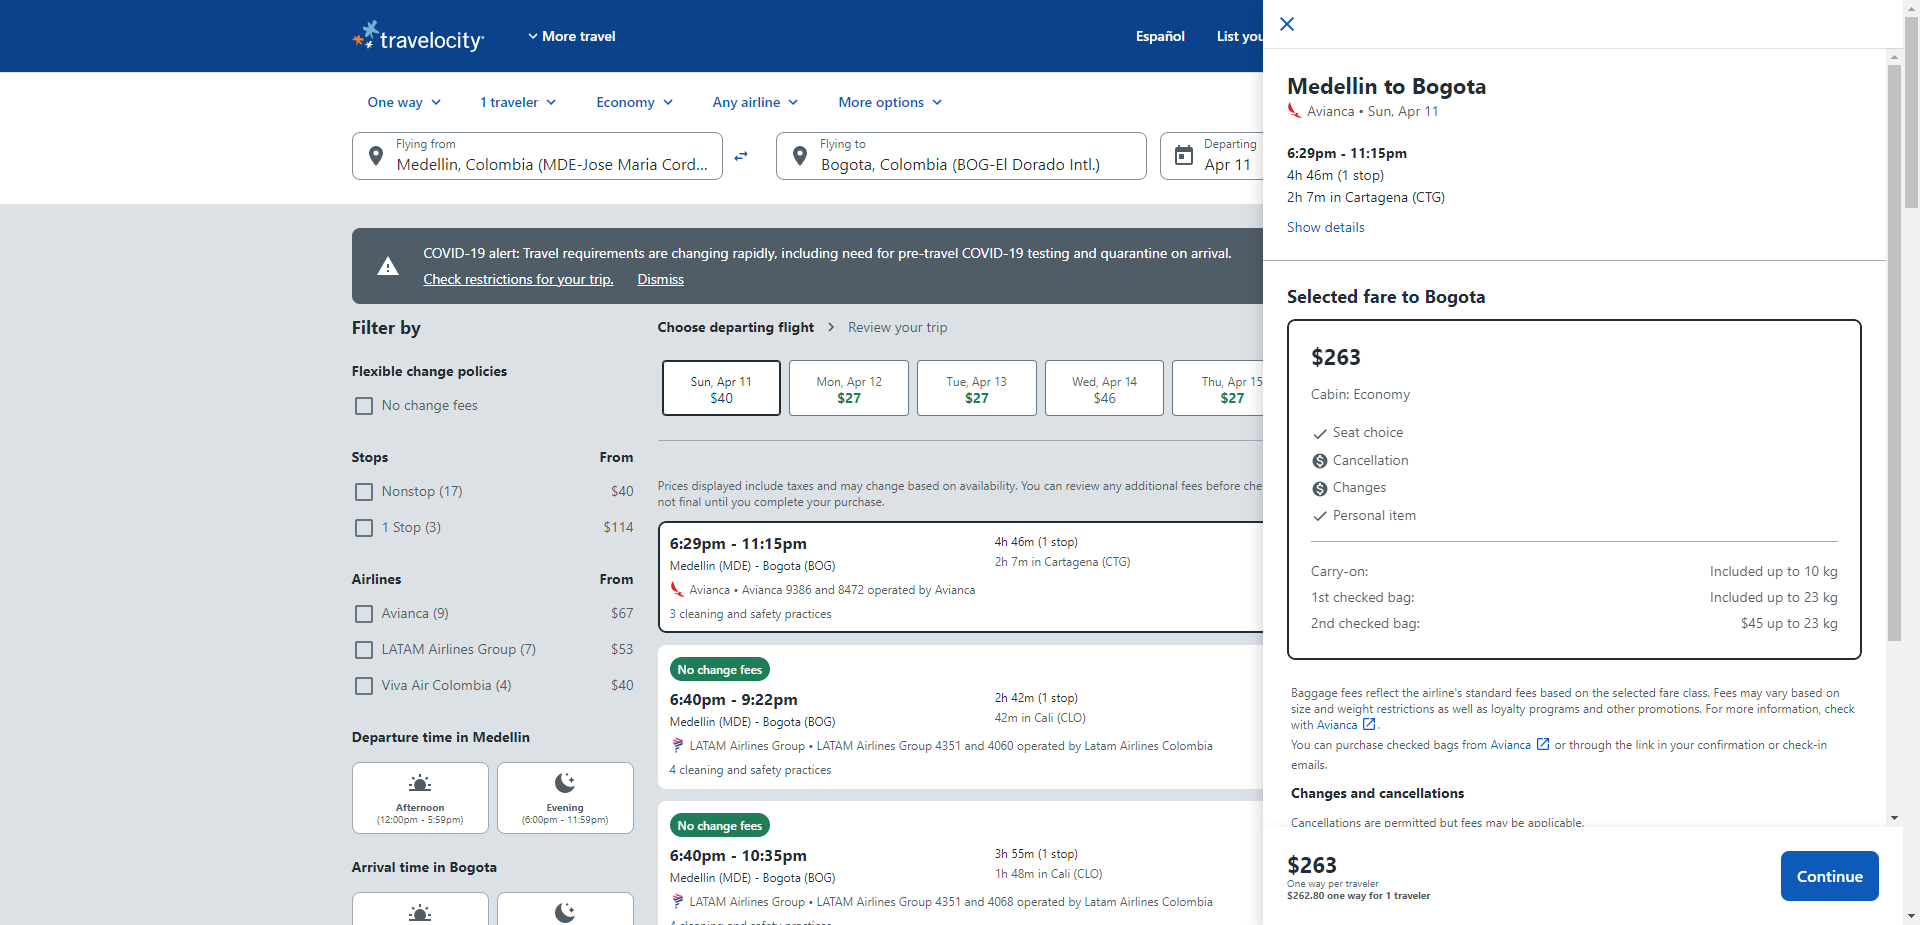 travelocity
More travel
Español
List you
One way
1 traveler
Economy
Any airline
More options
Flying from
Medellin, Colombia (MDE-Jose Maria Cord...
Flying to
Bogota, Colombia (BOG-El Dorado Intl.)
Departing
Apr 11
COVID-19 alert: Travel requirements are changing rapidly, including need for pre-travel COVID-19 testing and quarantine on arrival.
Check restrictions for your trip.
Dismiss
Filter by
Flexible change policies
No change fees
Stops From
Nonstop (17) $40
1 Stop (3) $114
Airlines From
Avianca (9) $67
LATAM Airlines Group (7) $53
Viva Air Colombia (4) $40
Departure time in Medellin
Afternoon
(12:00pm - 5:59pm)
Evening
(6:00pm - 11:59pm)
Arrival time in Bogota
Choose departing flight
Review your trip
Sun, Apr 11
$40
Mon, Apr 12
$27
Tue, Apr 13
$27
Wed, Apr 14
$46
Thu, Apr 15
$27
Prices displayed include taxes and may change based on availability. You can review any additional fees before che
not final until you complete your purchase.
6:29pm - 11:15pm
Medellin (MDE) - Bogota (BOG)
Avianca • Avianca 9386 and 8472 operated by Avianca
3 cleaning and safety practices
4h 46m (1 stop)
2h 7m in Cartagena (CTG)
No change fees
6:40pm - 9:22pm
Medellin (MDE) - Bogota (BOG)
LATAM Airlines Group • LATAM Airlines Group 4351 and 4060 operated by Latam Airlines Colombia
4 cleaning and safety practices
2h 42m (1 stop)
42m in Cali (CLO)
No change fees
6:40pm - 10:35pm
Medellin (MDE) - Bogota (BOG)
LATAM Airlines Group • LATAM Airlines Group 4351 and 4068 operated by Latam Airlines Colombia
4 cleaning and safety practices
3h 55m (1 stop)
1h 48m in Cali (CLO)
Medellin to Bogota
Avianca • Sun, Apr 11
6:29pm - 11:15pm
4h 46m (1 stop)
2h 7m in Cartagena (CTG)
Show details
Selected fare to Bogota
$263
Cabin: Economy
Seat choice
Cancellation
Changes
Personal item
Carry-on: Included up to 10 kg
1st checked bag: Included up to 23 kg
2nd checked bag: $45 up to 23 kg
Baggage fees reflect the airline's standard fees based on the selected fare class. Fees may vary based on
size and weight restrictions as well as loyalty programs and other promotions. For more information, check
with Avianca .
You can purchase checked bags from Avianca or through the link in your confirmation or check-in
emails.
Changes and cancellations
Cancellations are permitted but fees may be applicable.
$263
One way per traveler
$262.80 one way for 1 traveler
Continue